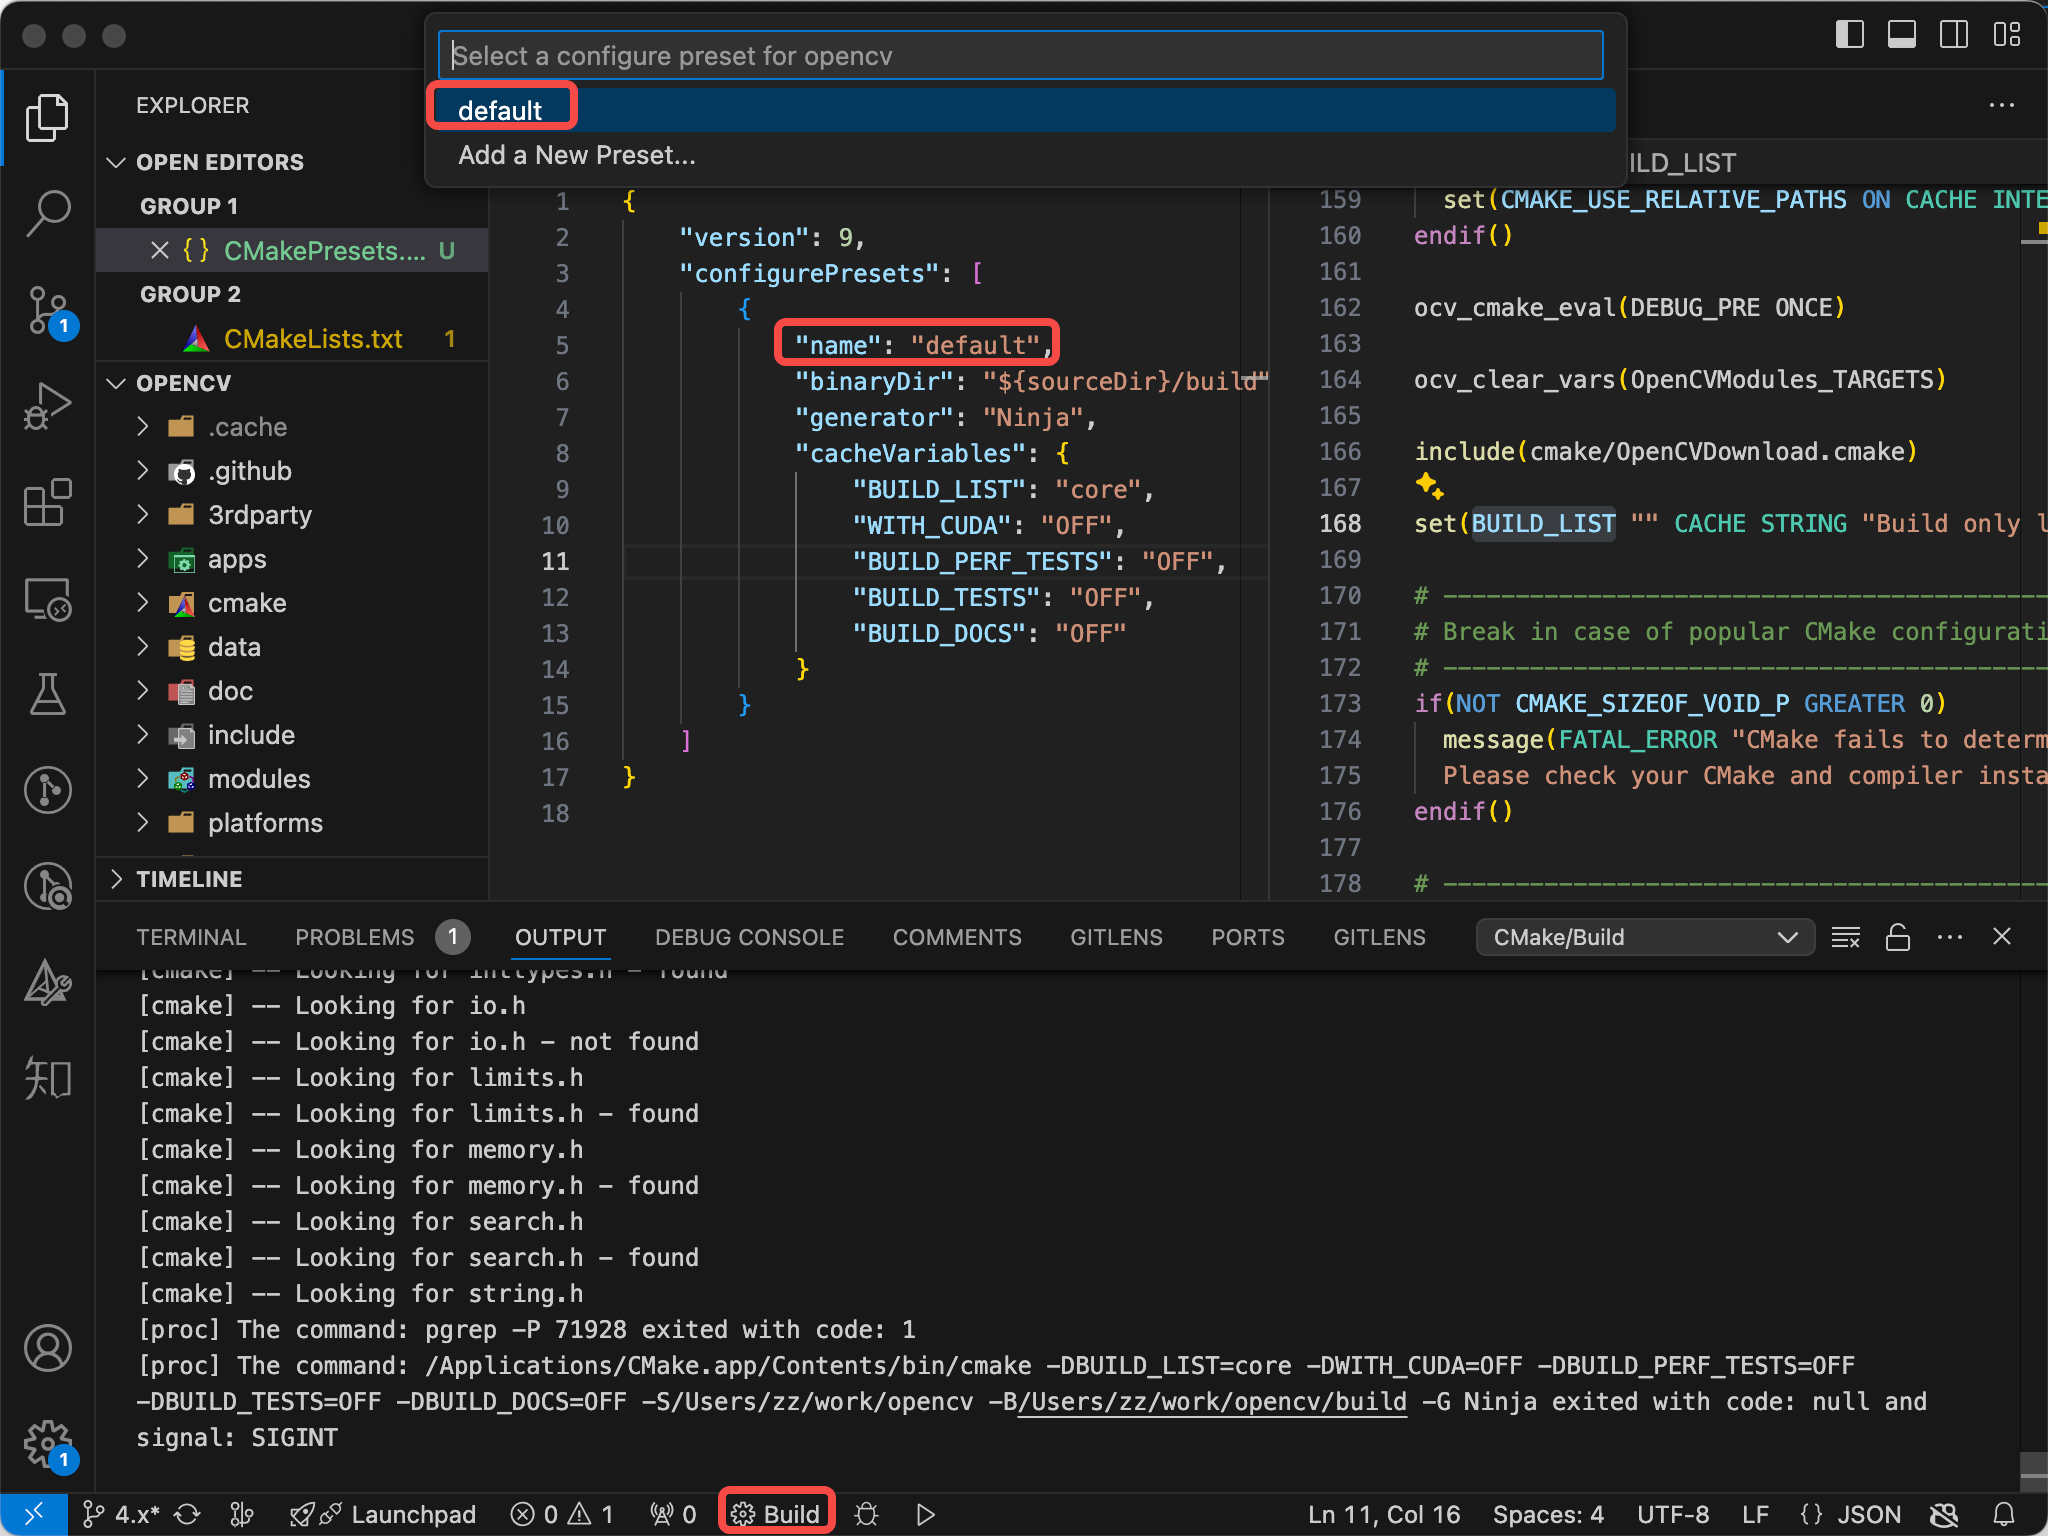 Select a configure preset for opencv
default
Add a New Preset...
EXPLORER
OPEN EDITORS
GROUP 1
CMakePresets.... U
GROUP 2
CMakeLists.txt 1
OPENCV
.cache
.github
3rdparty
apps
cmake
data
doc
include
modules
platforms
TIMELINE
1
1
1 {
2 "version": 9,
3 "configurePresets": [
4 {
5 "name": "default",
6 "binaryDir": "${sourceDir}/build"
7 "generator": "Ninja",
8 "cacheVariables": {
9 "BUILD_LIST": "core",
10 "WITH_CUDA": "OFF",
11 "BUILD_PERF_TESTS": "OFF",
12 "BUILD_TESTS": "OFF",
13 "BUILD_DOCS": "OFF"
14 }
15 }
16 ]
17 }
18
ILD_LIST
159 set(CMAKE_USE_RELATIVE_PATHS ON CACHE INTE
160 endif()
161
162 ocv_cmake_eval(DEBUG_PRE ONCE)
163
164 ocv_clear_vars(OpenCVModules_TARGETS)
165
166 include(cmake/OpenCVDownload.cmake)
167
168 set(BUILD_LIST "" CACHE STRING "Build only l
169
170 # ------------------------------------------
171 # Break in case of popular CMake configurati
172 # ------------------------------------------
173 if(NOT CMAKE_SIZEOF_VOID_P GREATER 0)
174 message(FATAL_ERROR "CMake fails to determ
175 Please check your CMake and compiler insta
176 endif()
177
178 # ------------------------------------------
TERMINAL PROBLEMS 1 OUTPUT DEBUG CONSOLE COMMENTS GITLENS PORTS GITLENS CMake/Build
[cmake] -- Looking for inttypes.h - found
[cmake] -- Looking for io.h
[cmake] -- Looking for io.h - not found
[cmake] -- Looking for limits.h
[cmake] -- Looking for limits.h - found
[cmake] -- Looking for memory.h
[cmake] -- Looking for memory.h - found
[cmake] -- Looking for search.h
[cmake] -- Looking for search.h - found
[cmake] -- Looking for string.h
[proc] The command: pgrep -P 71928 exited with code: 1
[proc] The command: /Applications/CMake.app/Contents/bin/cmake -DBUILD_LIST=core -DWITH_CUDA=OFF -DBUILD_PERF_TESTS=OFF
-DBUILD_TESTS=OFF -DBUILD_DOCS=OFF -S/Users/zz/work/opencv -B/Users/zz/work/opencv/build -G Ninja exited with code: null and
signal: SIGINT
知
4.x* Launchpad 0 1 0 Build Ln 11, Col 16 Spaces: 4 UTF-8 LF {} JSON